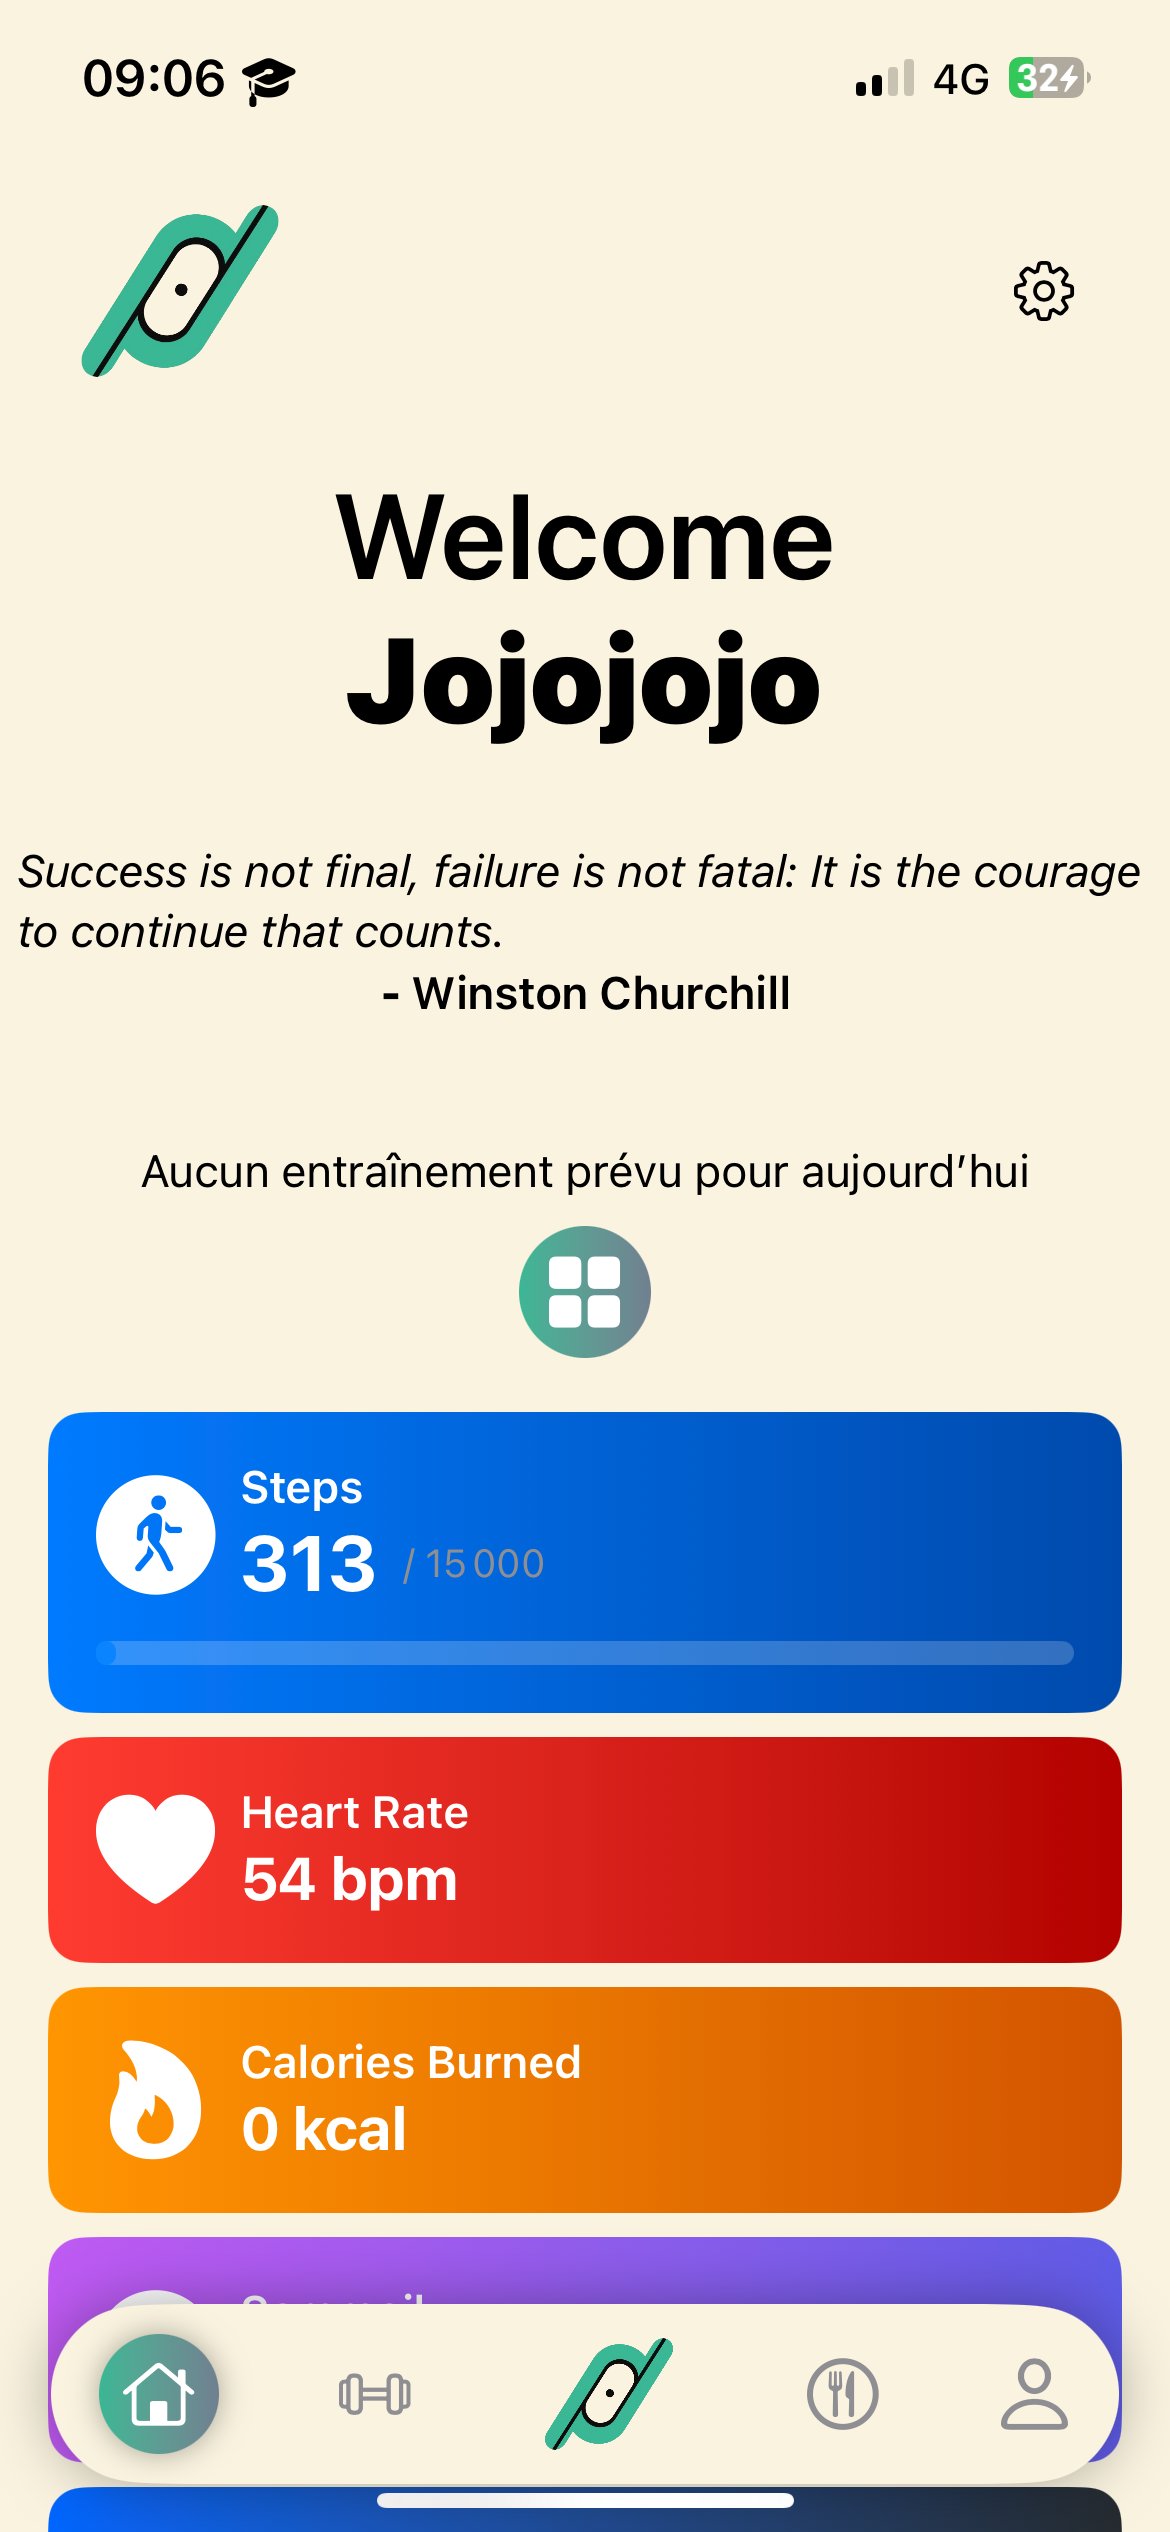 09:06
4G
32
Welcome
Jojojojo
Success is not final, failure is not fatal: It is the courage
to continue that counts.
- Winston Churchill
Aucun entraînement prévu pour aujourd’hui
Steps
313 / 15 000
Heart Rate
54 bpm
Calories Burned
0 kcal